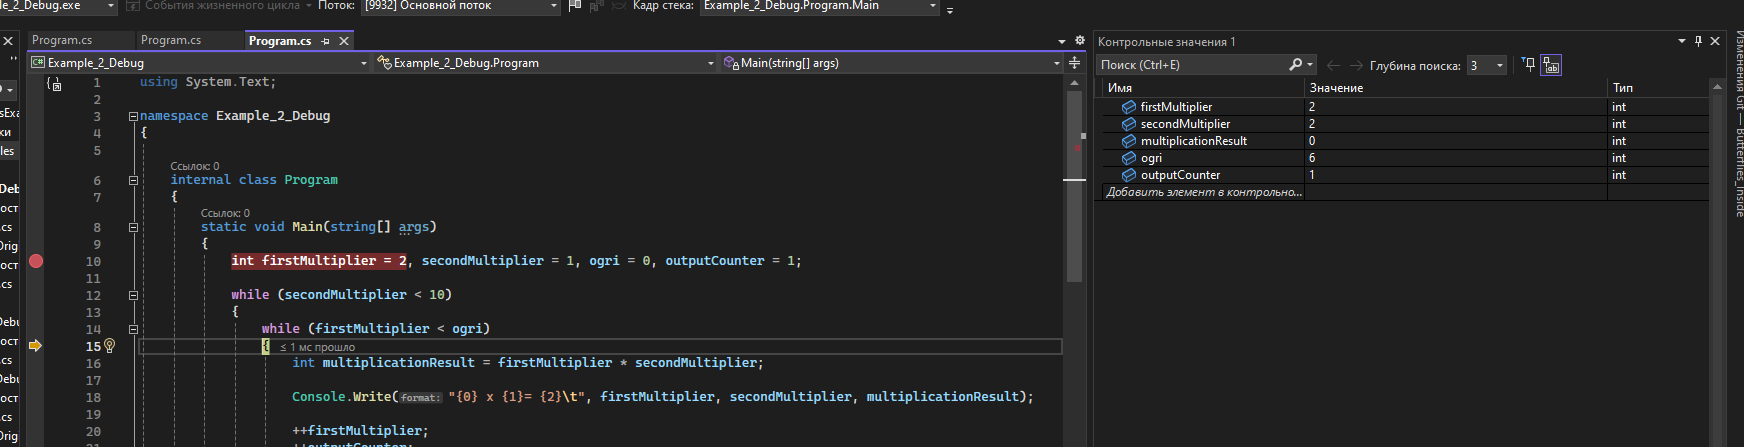 le_2_Debug.exe События жизненного цикла Поток: [9932] Основной поток Кадр стека: Example_2_Debug.Program.Main
Program.cs Program.cs Program.cs
Example_2_Debug Example_2_Debug.Program Main(string[] args)
1 using System.Text;
2
3 namespace Example_2_Debug
4 {
5
Ссылок: 0
6 internal class Program
7 {
Ссылок: 0
8 static void Main(string[] args)
9 {
10 int firstMultiplier = 2, secondMultiplier = 1, ogri = 0, outputCounter = 1;
11
12 while (secondMultiplier < 10)
13 {
14 while (firstMultiplier < ogri)
15 { ≤ 1 мс прошло
16 int multiplicationResult = firstMultiplier * secondMultiplier;
17
18 Console.Write(format: "{0} x {1}= {2}\t", firstMultiplier, secondMultiplier, multiplicationResult);
19
20 ++firstMultiplier;
21 ++outputCounter;
Контрольные значения 1
Поиск (Ctrl+E) Глубина поиска: 3
Имя Значение Тип
firstMultiplier 2 int
secondMultiplier 2 int
multiplicationResult 0 int
ogri 6 int
outputCounter 1 int
Добавить элемент в контрольно...
Изменения Git — Butterflies_Inside
sExa
ки
les
Deb
ост
.cs
Orig
ост
.cs
Debu
ост
.cs
Deb
ост
.cs
Orig